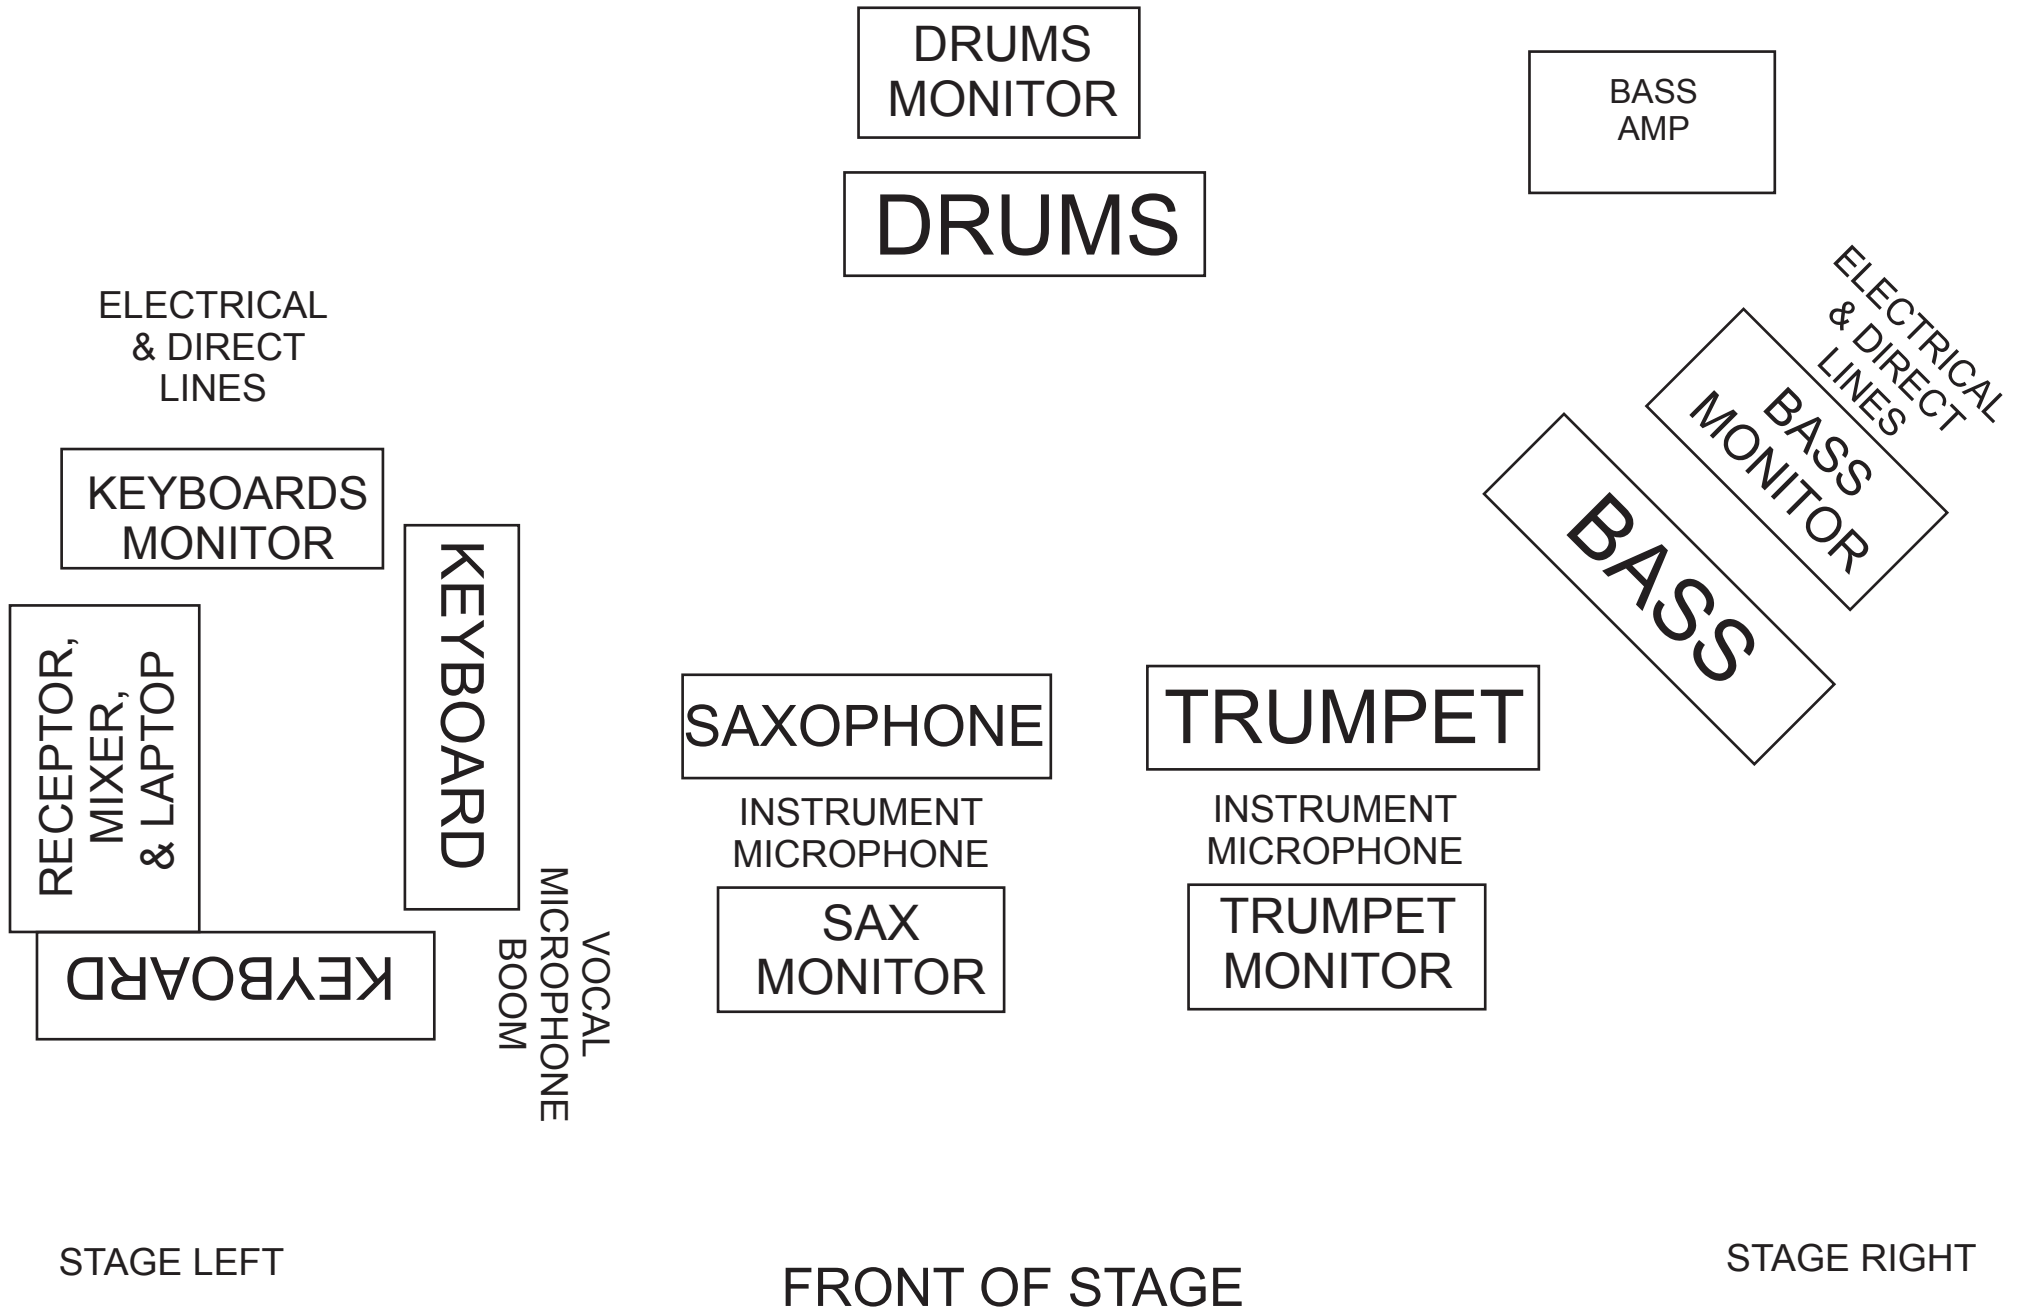 DRUMS
MONITOR
BASS
AMP
DRUMS
ELECTRICAL
& DIRECT
LINES
ELECTRICAL
& DIRECT
LINES
BASS
MONITOR
BASS
KEYBOARDS
MONITOR
KEYBOARD
RECEPTOR,
MIXER,
& LAPTOP
KEYBOARD
VOCAL
MICROPHONE
BOOM
SAXOPHONE
INSTRUMENT
MICROPHONE
SAX
MONITOR
TRUMPET
INSTRUMENT
MICROPHONE
TRUMPET
MONITOR
STAGE LEFT
FRONT OF STAGE
STAGE RIGHT